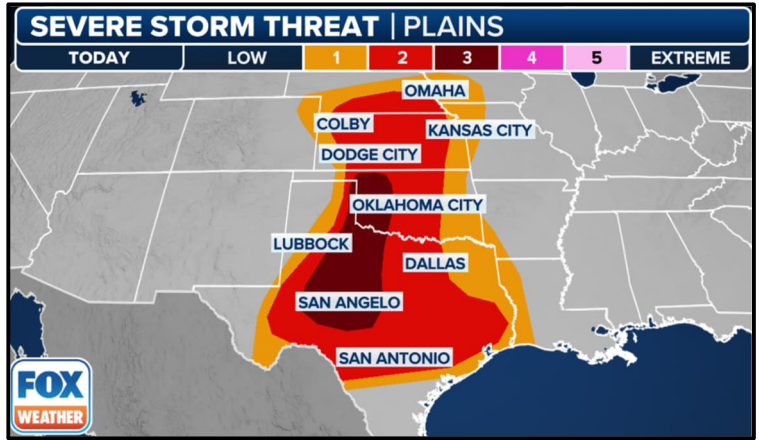 SEVERE STORM THREAT | PLAINS
TODAY LOW 1 2 3 4 5 EXTREME
OMAHA
COLBY
KANSAS CITY
DODGE CITY
OKLAHOMA CITY
LUBBOCK
DALLAS
SAN ANGELO
SAN ANTONIO
FOX
WEATHER